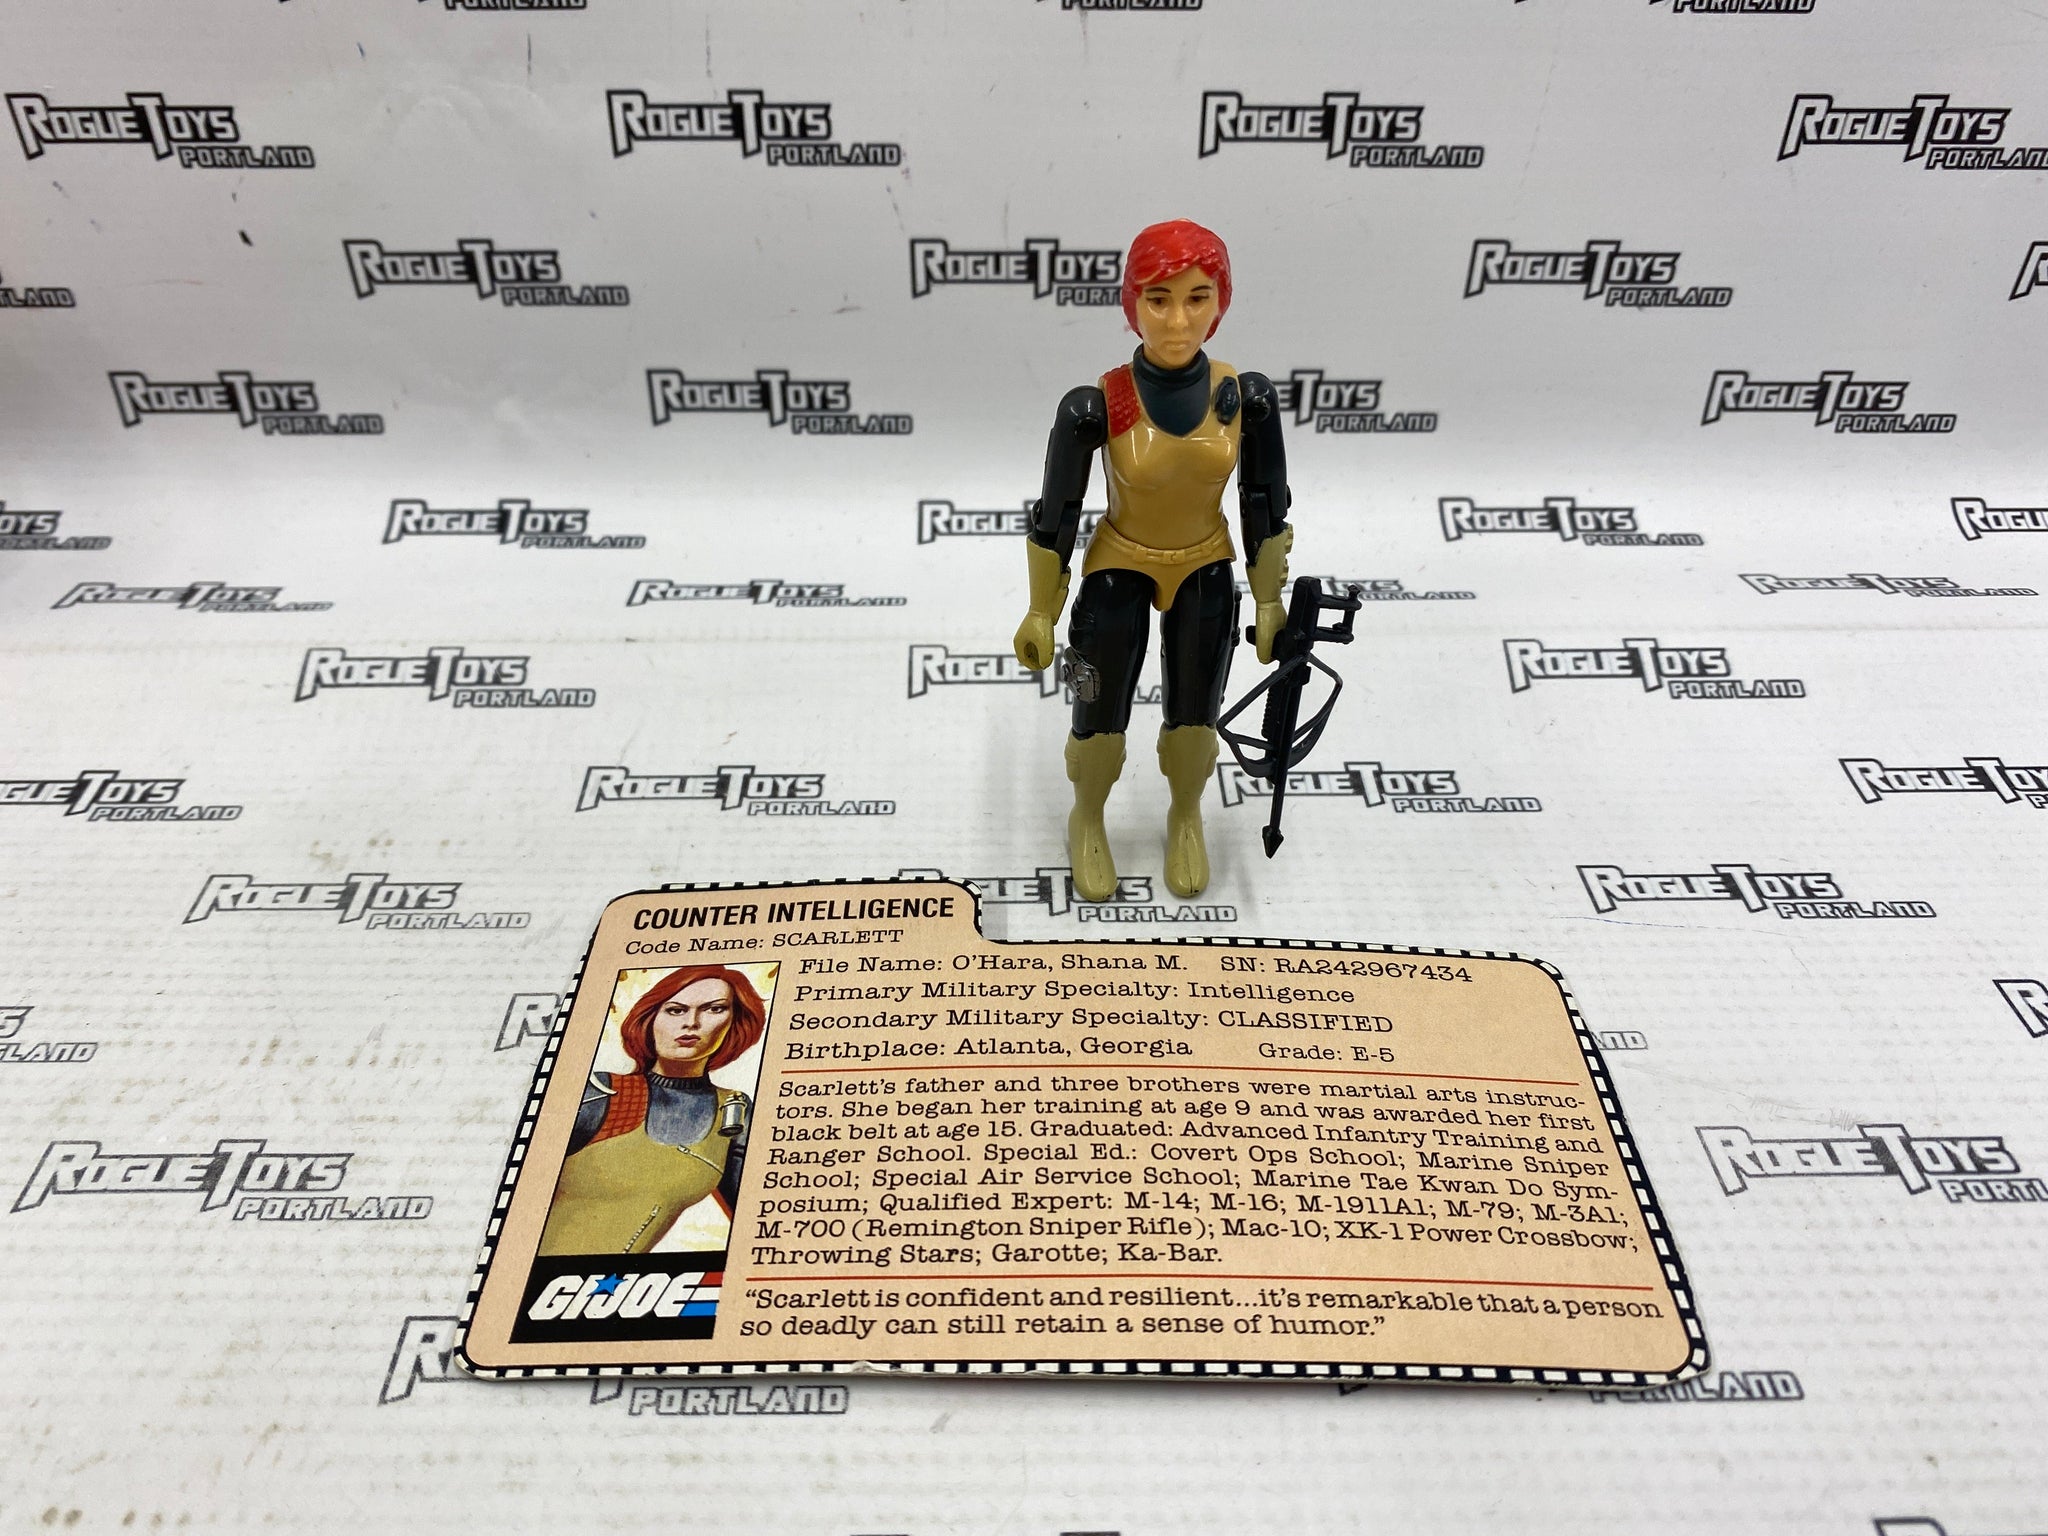 ROGUE TOYS PORTLAND
COUNTER INTELLIGENCE
Code Name: SCARLETT
File Name: O'Hara, Shana M. SN: RA242967434
Primary Military Specialty: Intelligence
Secondary Military Specialty: CLASSIFIED
Birthplace: Atlanta, Georgia Grade: E-5
Scarlett's father and three brothers were martial arts instruc-
tors. She began her training at age 9 and was awarded her first
black belt at age 15. Graduated: Advanced Infantry Training and
Ranger School. Special Ed.: Covert Ops School; Marine Sniper
School; Special Air Service School; Marine Tae Kwan Do Sym-
posium; Qualified Expert: M-14; M-16; M-1911A1; M-79; M-3A1;
M-700 (Remington Sniper Rifle); Mac-10; XK-1 Power Crossbow;
Throwing Stars; Garotte; Ka-Bar.
GI JOE
"Scarlett is confident and resilient...it's remarkable that a person
so deadly can still retain a sense of humor."